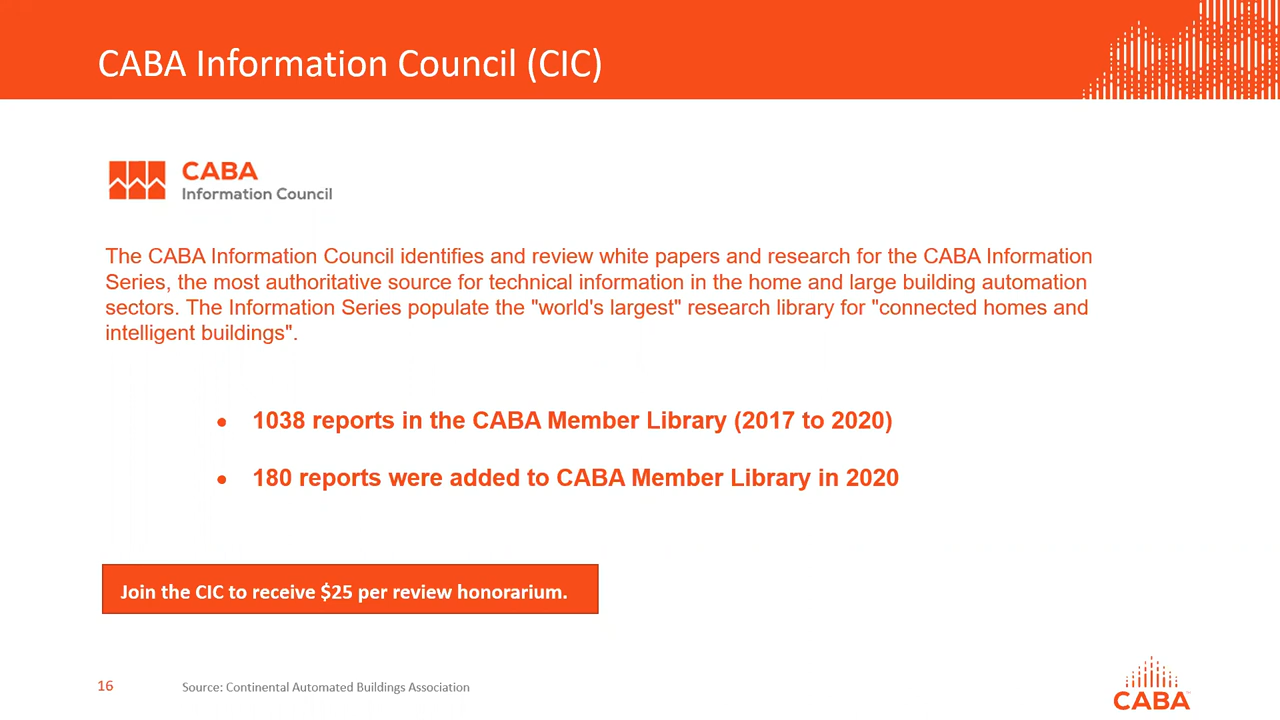 CABA Information Council (CIC)
CABA
Information Council
The CABA Information Council identifies and review white papers and research for the CABA Information
Series, the most authoritative source for technical information in the home and large building automation
sectors. The Information Series populate the "world's largest" research library for "connected homes and
intelligent buildings".
• 1038 reports in the CABA Member Library (2017 to 2020)
• 180 reports were added to CABA Member Library in 2020
Join the CIC to receive $25 per review honorarium.
16
Source: Continental Automated Buildings Association
CABA